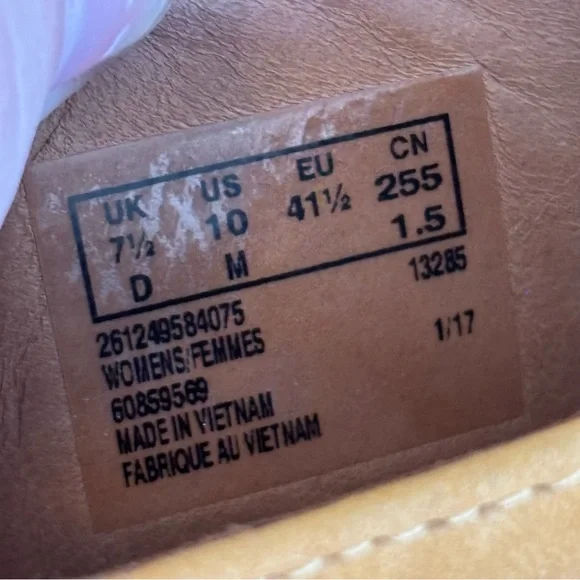 UK US EU CN
7½ 10 41½ 255
D M 1.5
261249584075 13285
WOMENS/FEMMES 1/17
60859569
MADE IN VIETNAM
FABRIQUE AU VIETNAM